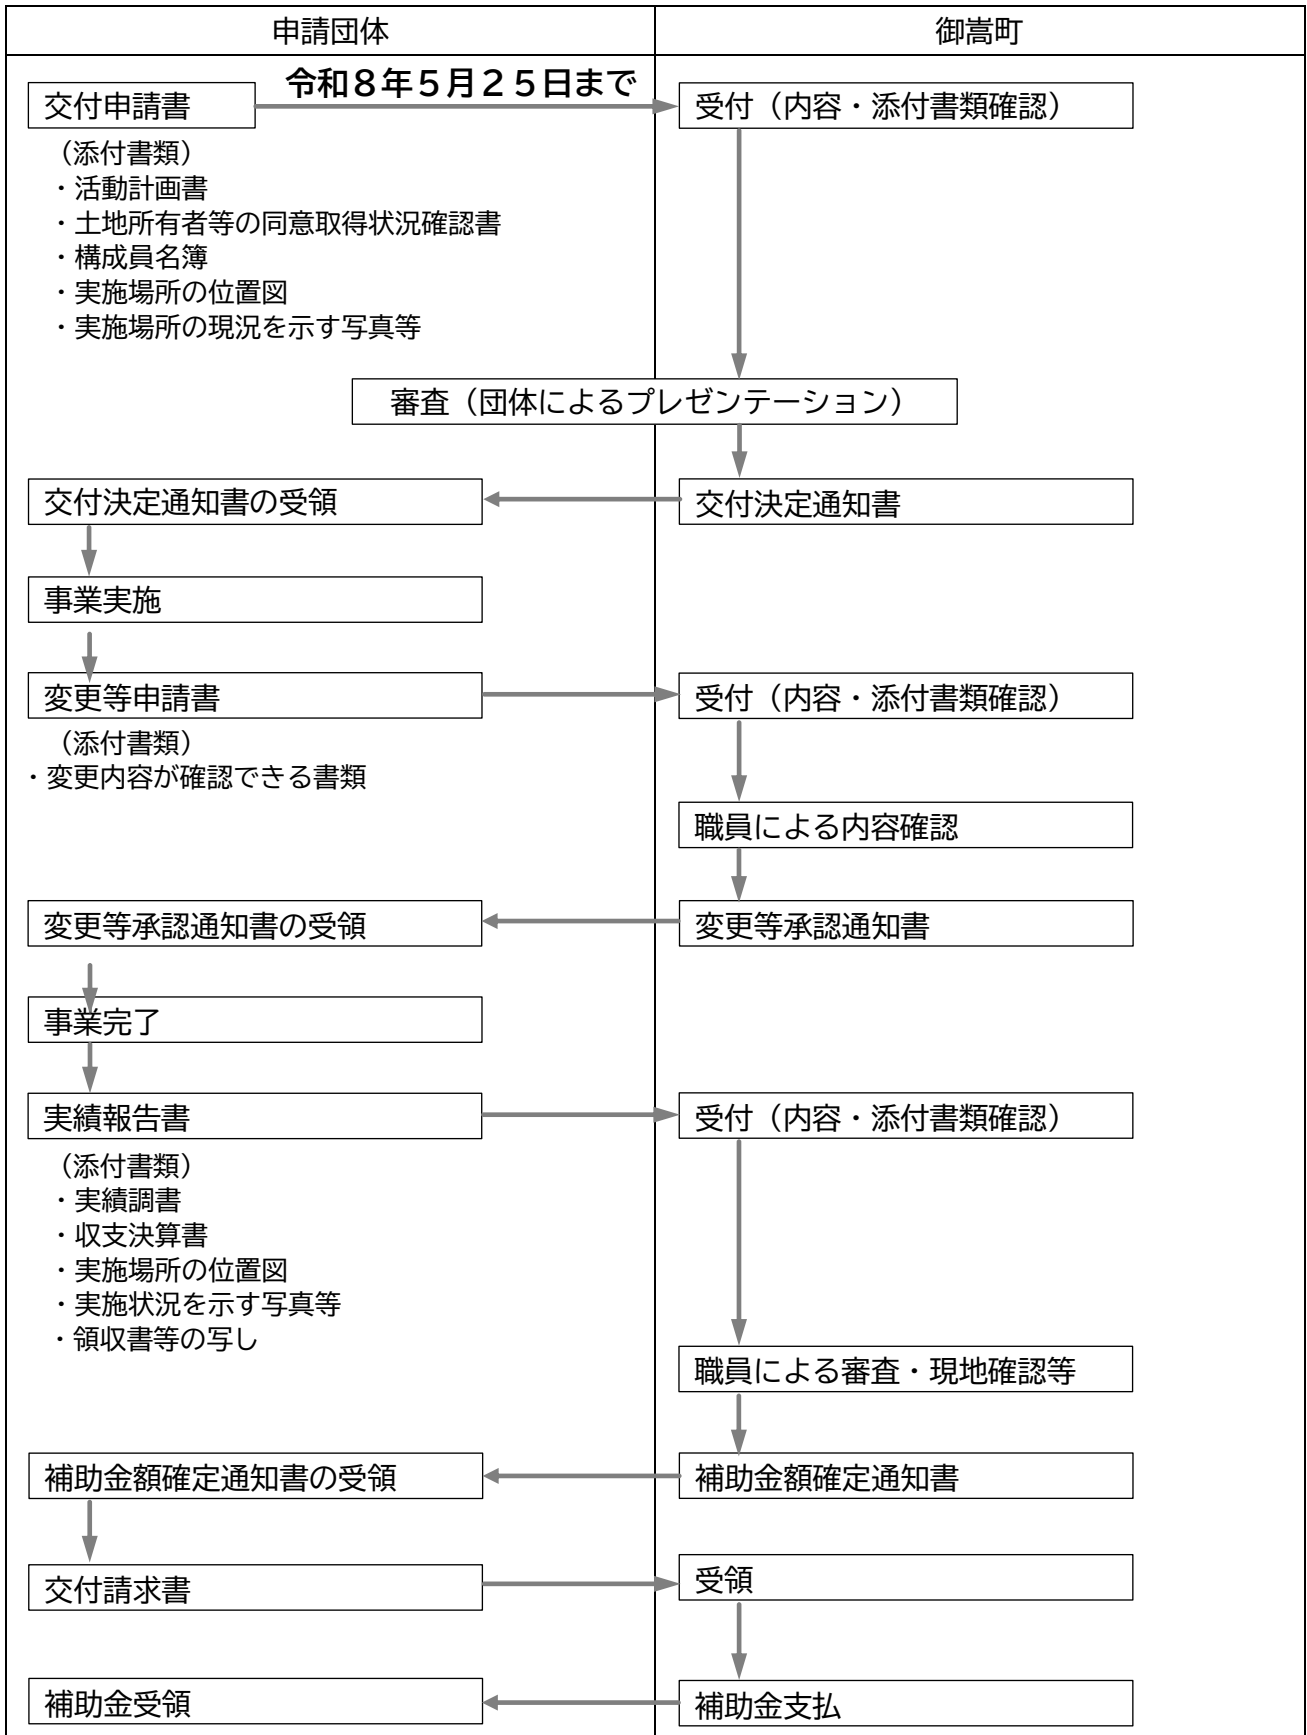 申請団体
御嵩町
令和８年５月２５日まで
交付申請書
受付（内容・添付書類確認）
（添付書類）
・活動計画書
・土地所有者等の同意取得状況確認書
・構成員名簿
・実施場所の位置図
・実施場所の現況を示す写真等
審査（団体によるプレゼンテーション）
交付決定通知書の受領
交付決定通知書
事業実施
変更等申請書
受付（内容・添付書類確認）
（添付書類）
・変更内容が確認できる書類
職員による内容確認
変更等承認通知書の受領
変更等承認通知書
事業完了
実績報告書
受付（内容・添付書類確認）
（添付書類）
・実績調書
・収支決算書
・実施場所の位置図
・実施状況を示す写真等
・領収書等の写し
職員による審査・現地確認等
補助金額確定通知書の受領
補助金額確定通知書
交付請求書
受領
補助金受領
補助金支払